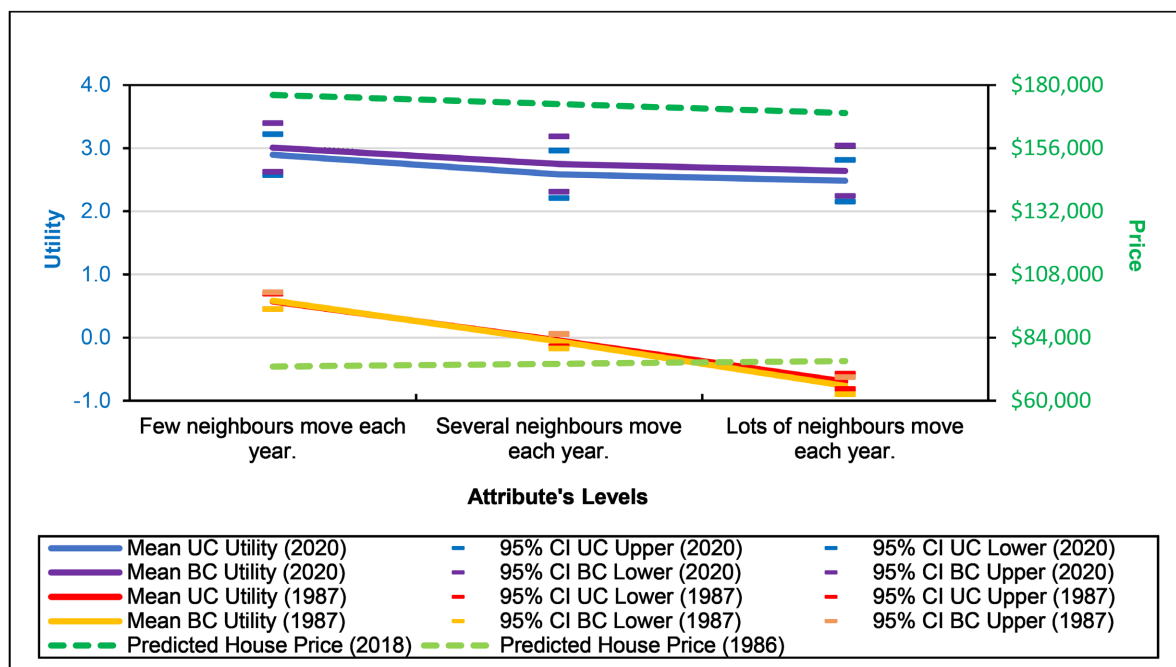 4.0
3.0
2.0
1.0
0.0
-1.0
Utility
$180,000
$156,000
$132,000
$108,000
$84,000
$60,000
Price
Few neighbours move each
year.
Several neighbours move
each year.
Lots of neighbours move
each year.
Attribute's Levels
Mean UC Utility (2020)
95% CI UC Upper (2020)
95% CI UC Lower (2020)
Mean BC Utility (2020)
95% CI BC Lower (2020)
95% CI BC Upper (2020)
Mean UC Utility (1987)
95% CI UC Lower (1987)
95% CI UC Upper (1987)
Mean BC Utility (1987)
95% CI BC Lower (1987)
95% CI BC Upper (1987)
Predicted House Price (2018)
Predicted House Price (1986)